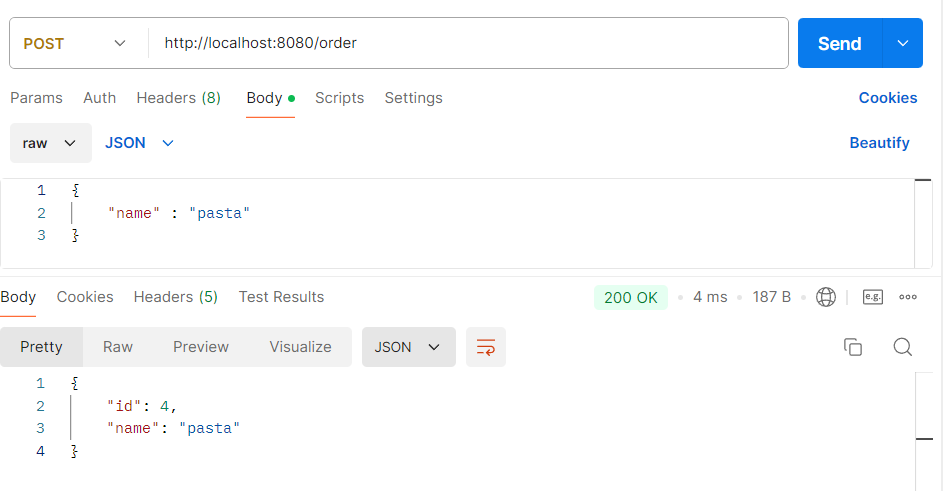 POST http://localhost:8080/order Send
Params Auth Headers (8) Body Scripts Settings Cookies
raw JSON Beautify
1 {
2 "name" : "pasta"
3 }
Body Cookies Headers (5) Test Results 200 OK 4 ms 187 B e.g.
Pretty Raw Preview Visualize JSON
1 {
2 "id": 4,
3 "name": "pasta"
4 }